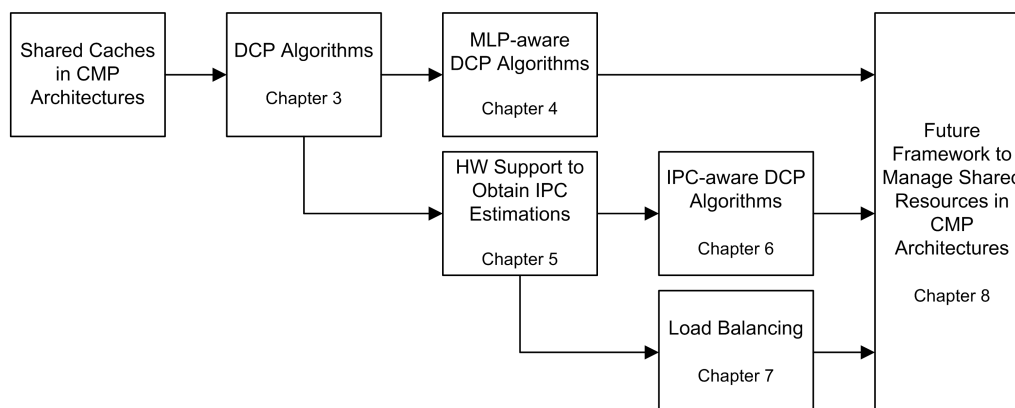 Shared Caches
in CMP
Architectures
DCP Algorithms
Chapter 3
MLP-aware
DCP Algorithms
Chapter 4
HW Support to
Obtain IPC
Estimations
Chapter 5
IPC-aware DCP
Algorithms
Chapter 6
Load Balancing
Chapter 7
Future
Framework to
Manage Shared
Resources in
CMP
Architectures
Chapter 8